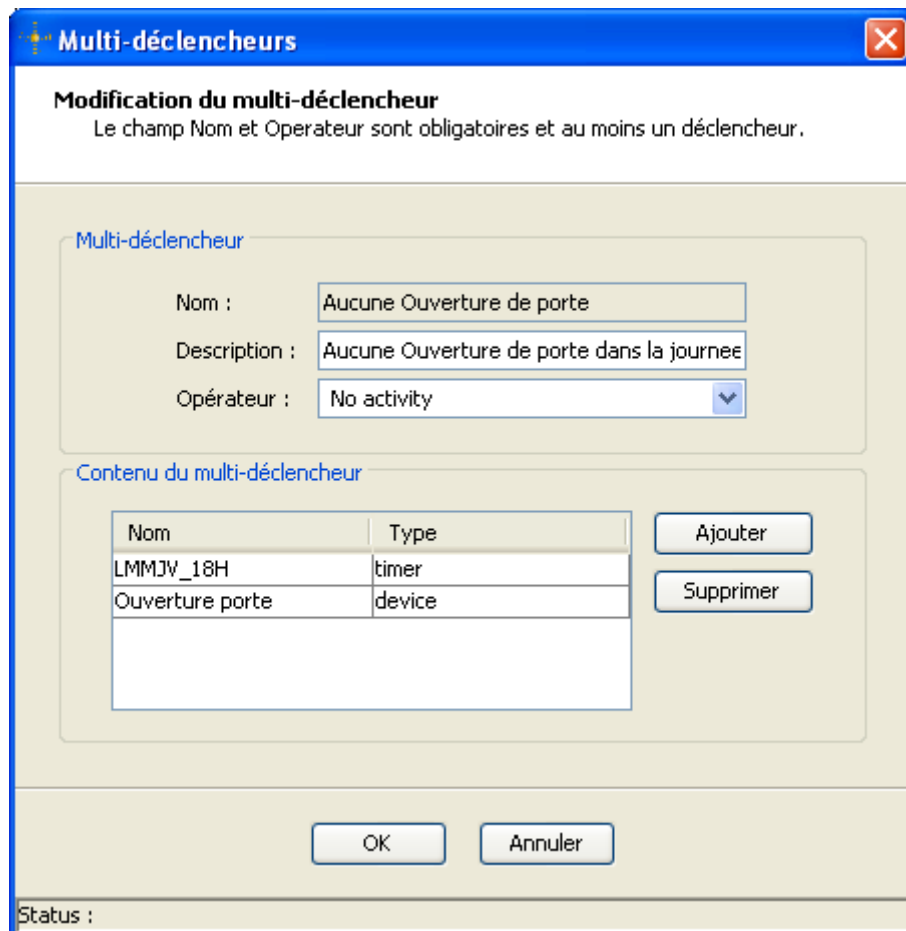 Multi-déclencheurs
Modification du multi-déclencheur
Le champ Nom et Operateur sont obligatoires et au moins un déclencheur.
Multi-déclencheur
Nom : Aucune Ouverture de porte
Description : Aucune Ouverture de porte dans la journee
Opérateur : No activity
Contenu du multi-déclencheur
Nom Type
LMMJV_18H timer
Ouverture porte device
Ajouter
Supprimer
OK Annuler
Status :